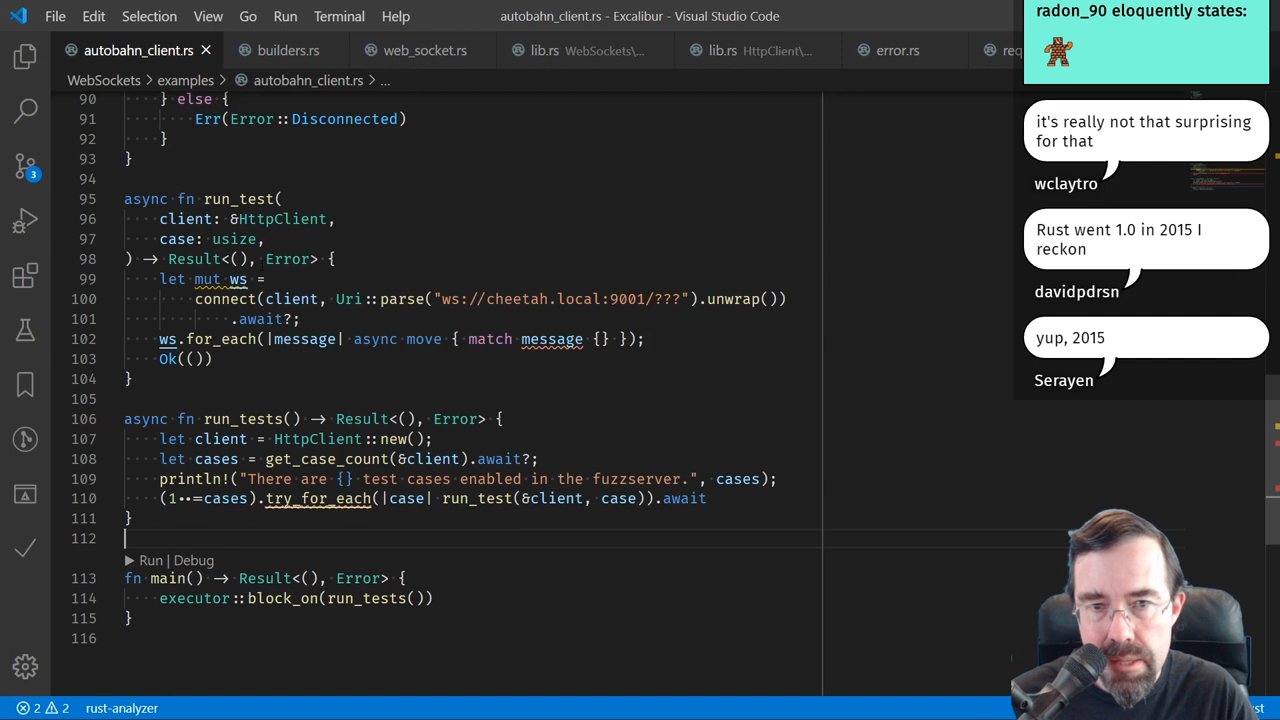 File Edit Selection View Go Run Terminal Help
autobahn_client.rs - Excalibur - Visual Studio Code
autobahn_client.rs
builders.rs
web_socket.rs
lib.rs WebSockets\...
lib.rs HttpClient\...
error.rs
req
WebSockets > examples > autobahn_client.rs > ...
90 } else {
91 Err(Error::Disconnected)
92 }
93 }
94
95 async fn run_test(
96 client: &HttpClient,
97 case: usize,
98 ) -> Result<(), Error> {
99 let mut ws =
100 connect(client, Uri::parse("ws://cheetah.local:9001/???").unwrap())
101 .await?;
102 ws.for_each(|message| async move { match message {} });
103 Ok(())
104 }
105
106 async fn run_tests() -> Result<(), Error> {
107 let client = HttpClient::new();
108 let cases = get_case_count(&client).await?;
109 println!("There are {} test cases enabled in the fuzzserver.", cases);
110 (1..=cases).try_for_each(|case| run_test(&client, case)).await
111 }
112
Run | Debug
113 fn main() -> Result<(), Error> {
114 executor::block_on(run_tests())
115 }
116
3
2 2 rust-analyzer
radon_90 eloquently states:
it's really not that surprising
for that
wclaytro
Rust went 1.0 in 2015 I
reckon
davidpdrsn
yup, 2015
Serayen